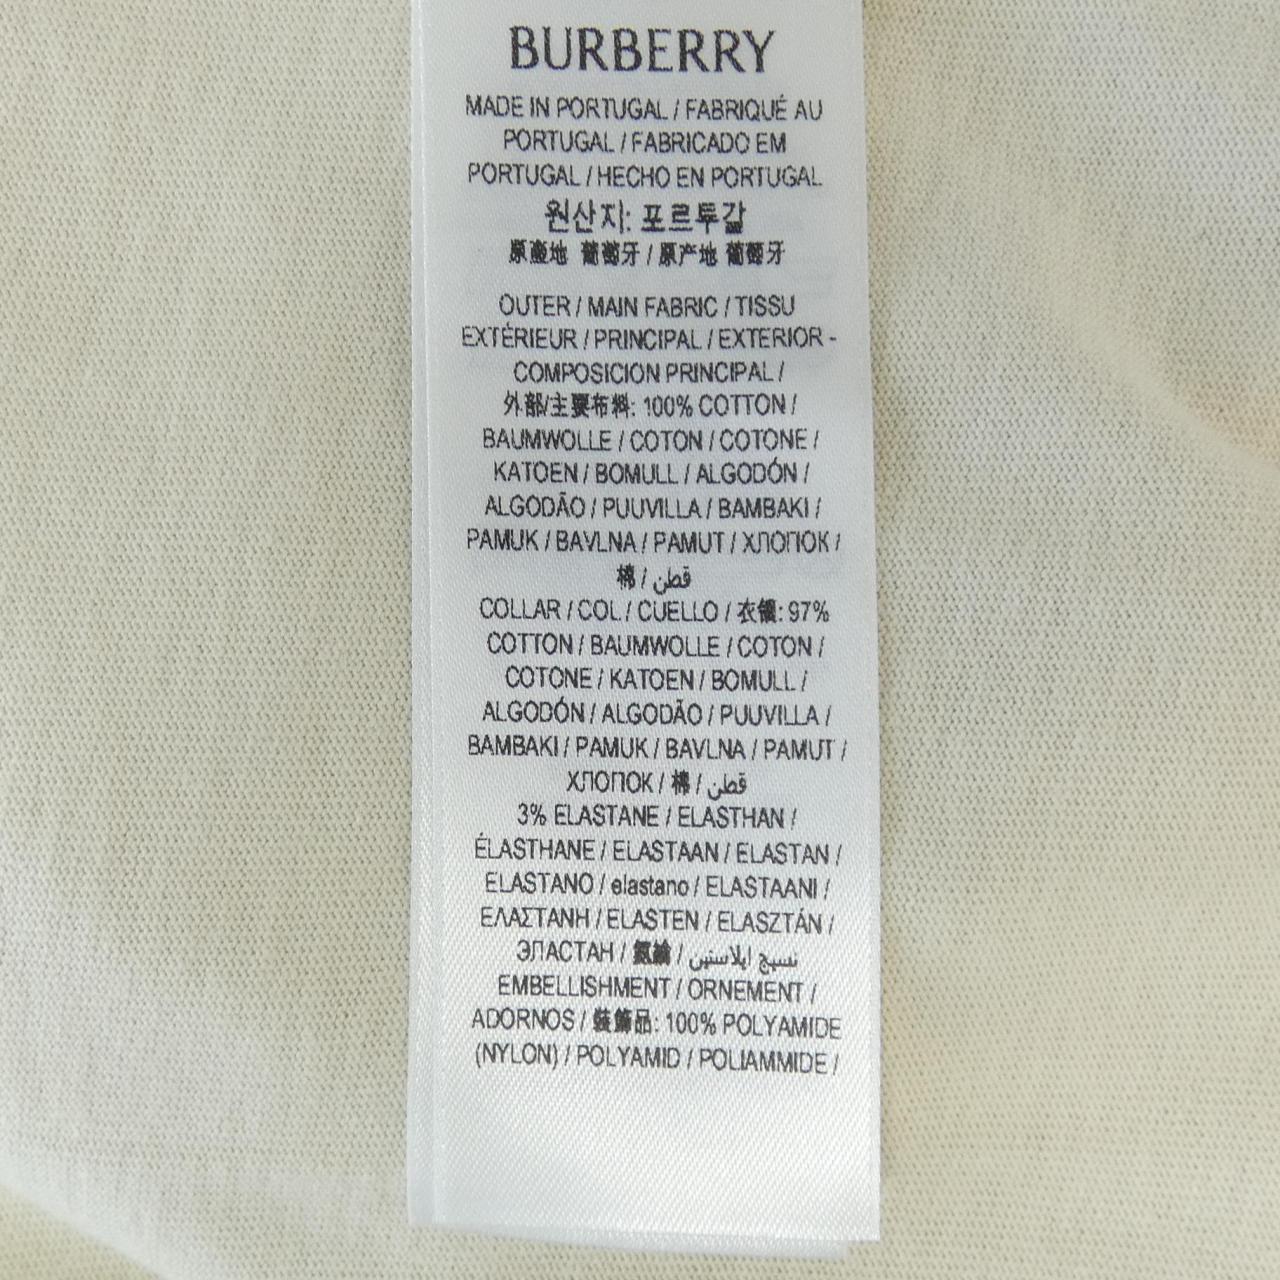 BURBERRY
MADE IN PORTUGAL / FABRIQUÉ AU
PORTUGAL / FABRICADO EM
PORTUGAL / HECHO EN PORTUGAL
원산지: 포르투갈
原產地 葡萄牙 / 原产地 葡萄牙
OUTER / MAIN FABRIC / TISSU
EXTÉRIEUR / PRINCIPAL / EXTERIOR -
COMPOSICION PRINCIPAL /
外部/主要布料: 100% COTTON /
BAUMWOLLE / COTON / COTONE /
KATOEN / BOMULL / ALGODÓN /
ALGODÃO / PUUVILLA / BAMBAKI /
PAMUK / BAVLNA / PAMUT / ХЛОПОК /
棉 / قطن
COLLAR / COL / CUELLO / 衣領: 97%
COTTON / BAUMWOLLE / COTON /
COTONE / KATOEN / BOMULL /
ALGODÓN / ALGODÃO / PUUVILLA /
BAMBAKI / PAMUK / BAVLNA / PAMUT /
ХЛОПОК / 棉 / قطن
3% ELASTANE / ELASTHAN /
ÉLASTHANE / ELASTAAN / ELASTAN /
ELASTANO / elastano / ELASTAANI /
ΕΛΑΣΤΑΝΗ / ELASTEN / ELASZTÁN /
ЭЛАСТАН / 氨綸 / نسيج إيلاستين
EMBELLISHMENT / ORNEMENT /
ADORNOS / 裝飾品: 100% POLYAMIDE
(NYLON) / POLYAMID / POLIAMMIDE /